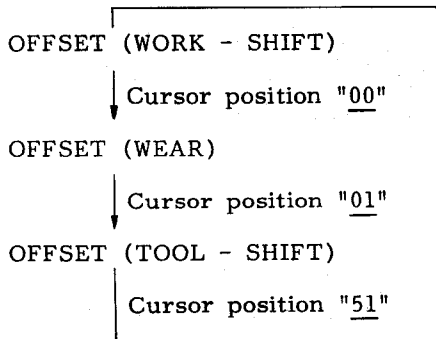 OFFSET (WORK - SHIFT)
Cursor position "00"
OFFSET (WEAR)
Cursor position "01"
OFFSET (TOOL - SHIFT)
Cursor position "51"